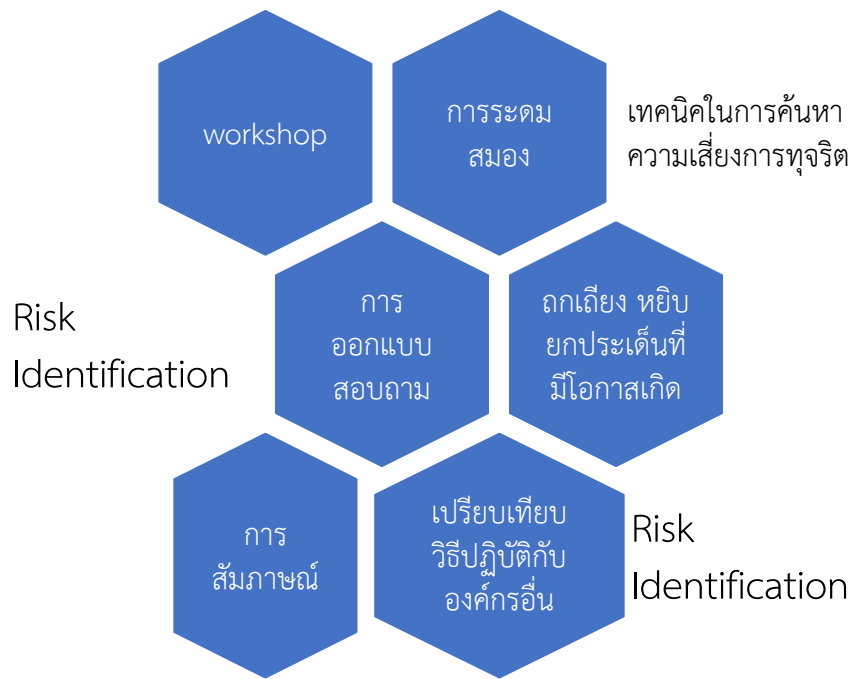 workshop
การระดม
สมอง
เทคนิคในการค้นหา
ความเสี่ยงการทุจริต
Risk
Identification
การ
ออกแบบ
สอบถาม
ถกเถียง หยิบ
ยกประเด็นที่
มีโอกาสเกิด
การ
สัมภาษณ์
เปรียบเทียบ
วิธีปฏิบัติกับ
องค์กรอื่น
Risk
Identification